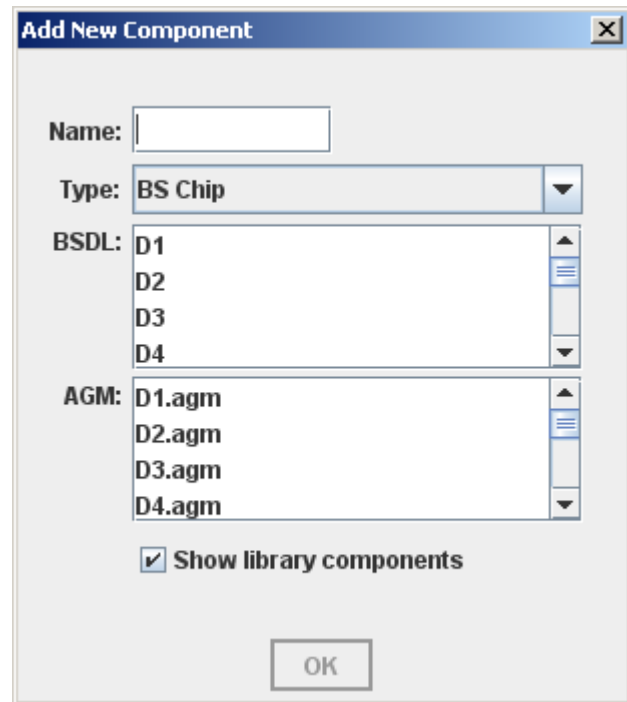 Add New Component
Name:
Type: BS Chip
BSDL: D1
D2
D3
D4
AGM: D1.agm
D2.agm
D3.agm
D4.agm
Show library components
OK